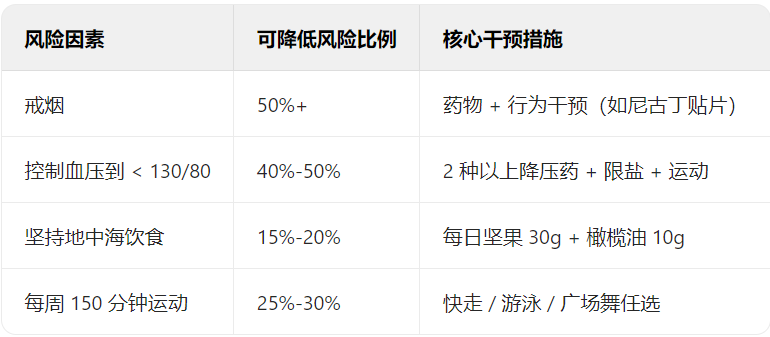 风险因素 可降低风险比例 核心干预措施
戒烟 50%+ 药物 + 行为干预（如尼古丁贴片）
控制血压到 < 130/80 40%-50% 2 种以上降压药 + 限盐 + 运动
坚持地中海饮食 15%-20% 每日坚果 30g + 橄榄油 10g
每周 150 分钟运动 25%-30% 快走 / 游泳 / 广场舞任选